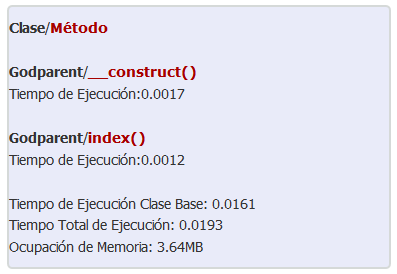 Clase/Método
Godparent/__construct()
Tiempo de Ejecución:0.0017
Godparent/index()
Tiempo de Ejecución:0.0012
Tiempo de Ejecución Clase Base: 0.0161
Tiempo Total de Ejecución: 0.0193
Ocupación de Memoria: 3.64MB